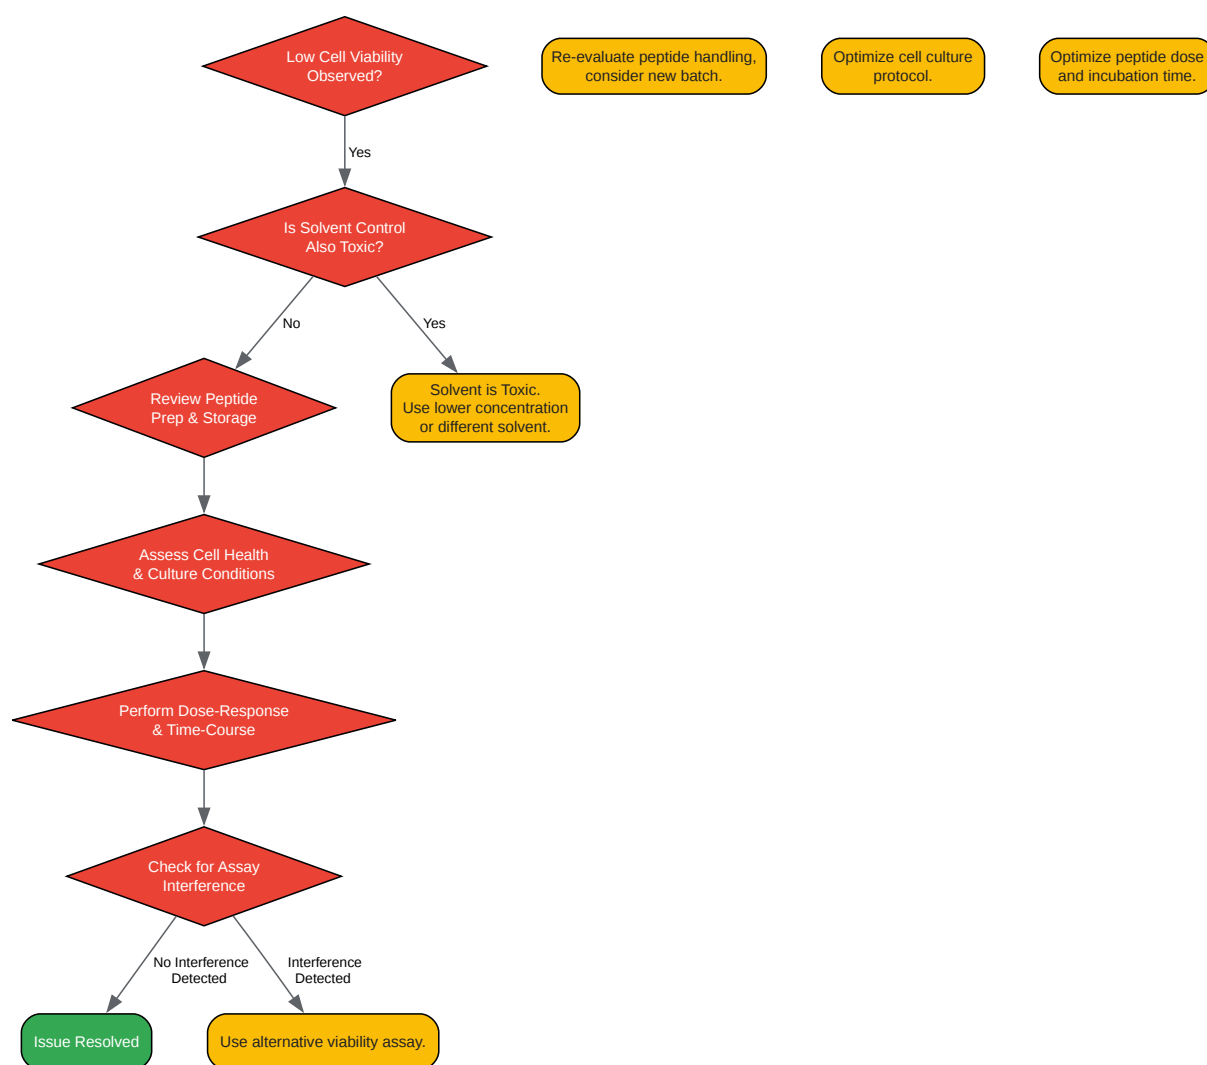 Low Cell Viability
Observed?
Re-evaluate peptide handling,
consider new batch.
Optimize cell culture
protocol.
Optimize peptide dose
and incubation time.
Yes
Is Solvent Control
Also Toxic?
No
Yes
Review Peptide
Prep & Storage
Solvent is Toxic.
Use lower concentration
or different solvent.
Assess Cell Health
& Culture Conditions
Perform Dose-Response
& Time-Course
Check for Assay
Interference
No Interference
Detected
Interference
Detected
Issue Resolved
Use alternative viability assay.